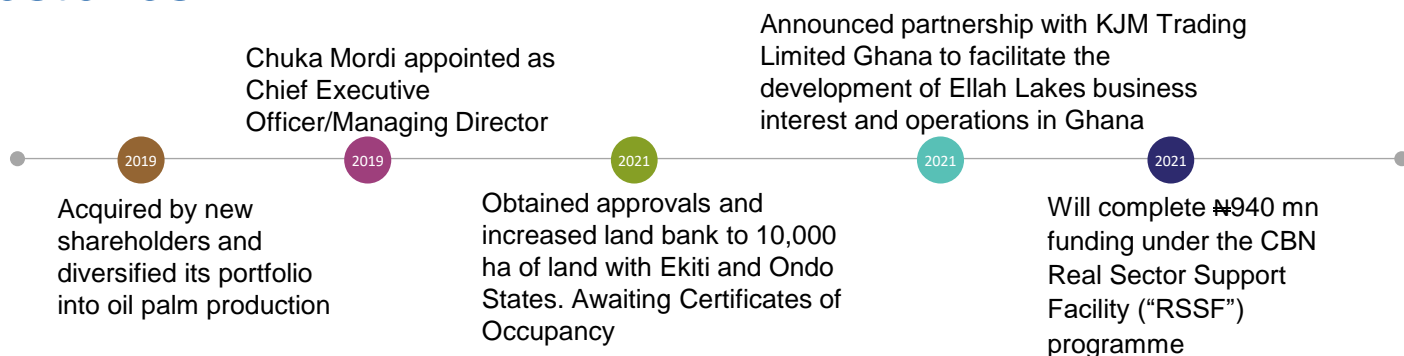 Chuka Mordi appointed as
Chief Executive
Officer/Managing Director
Announced partnership with KJM Trading
Limited Ghana to facilitate the
development of Ellah Lakes business
interest and operations in Ghana
2019
2019
2021
2021
2021
Acquired by new
shareholders and
diversified its portfolio
into oil palm production
Obtained approvals and
increased land bank to 10,000
ha of land with Ekiti and Ondo
States. Awaiting Certificates of
Occupancy
Will complete ₦940 mn
funding under the CBN
Real Sector Support
Facility (“RSSF”)
programme